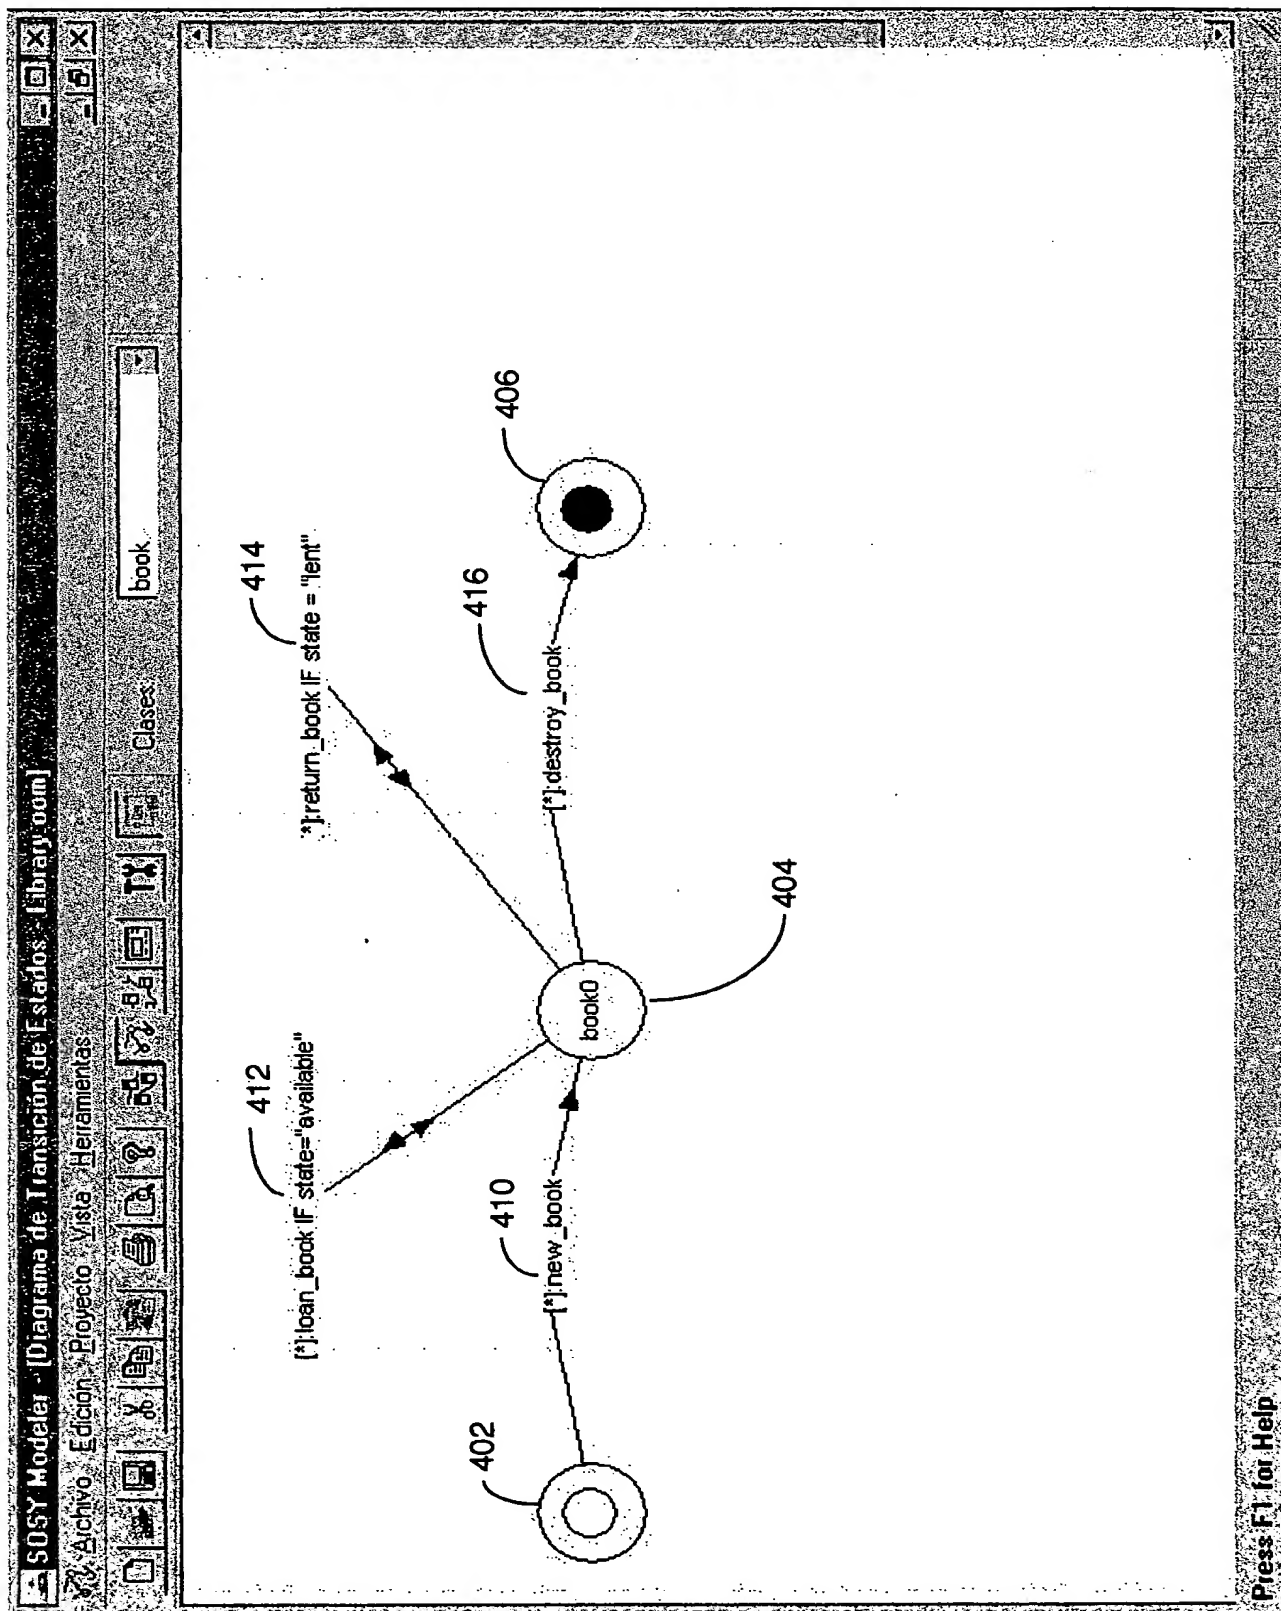 SOSY Modeler - [Diagrama de Transición de Estados - Library.oom]
Archivo Edición Proyecto Vista Herramientas
Clases:
book
412
[*]:loan_book IF state="available"
414
*]:return_book IF state = "lent"
402
410
[*]:new_book
416
[*]:destroy_book
406
book0
404
Press F1 for Help